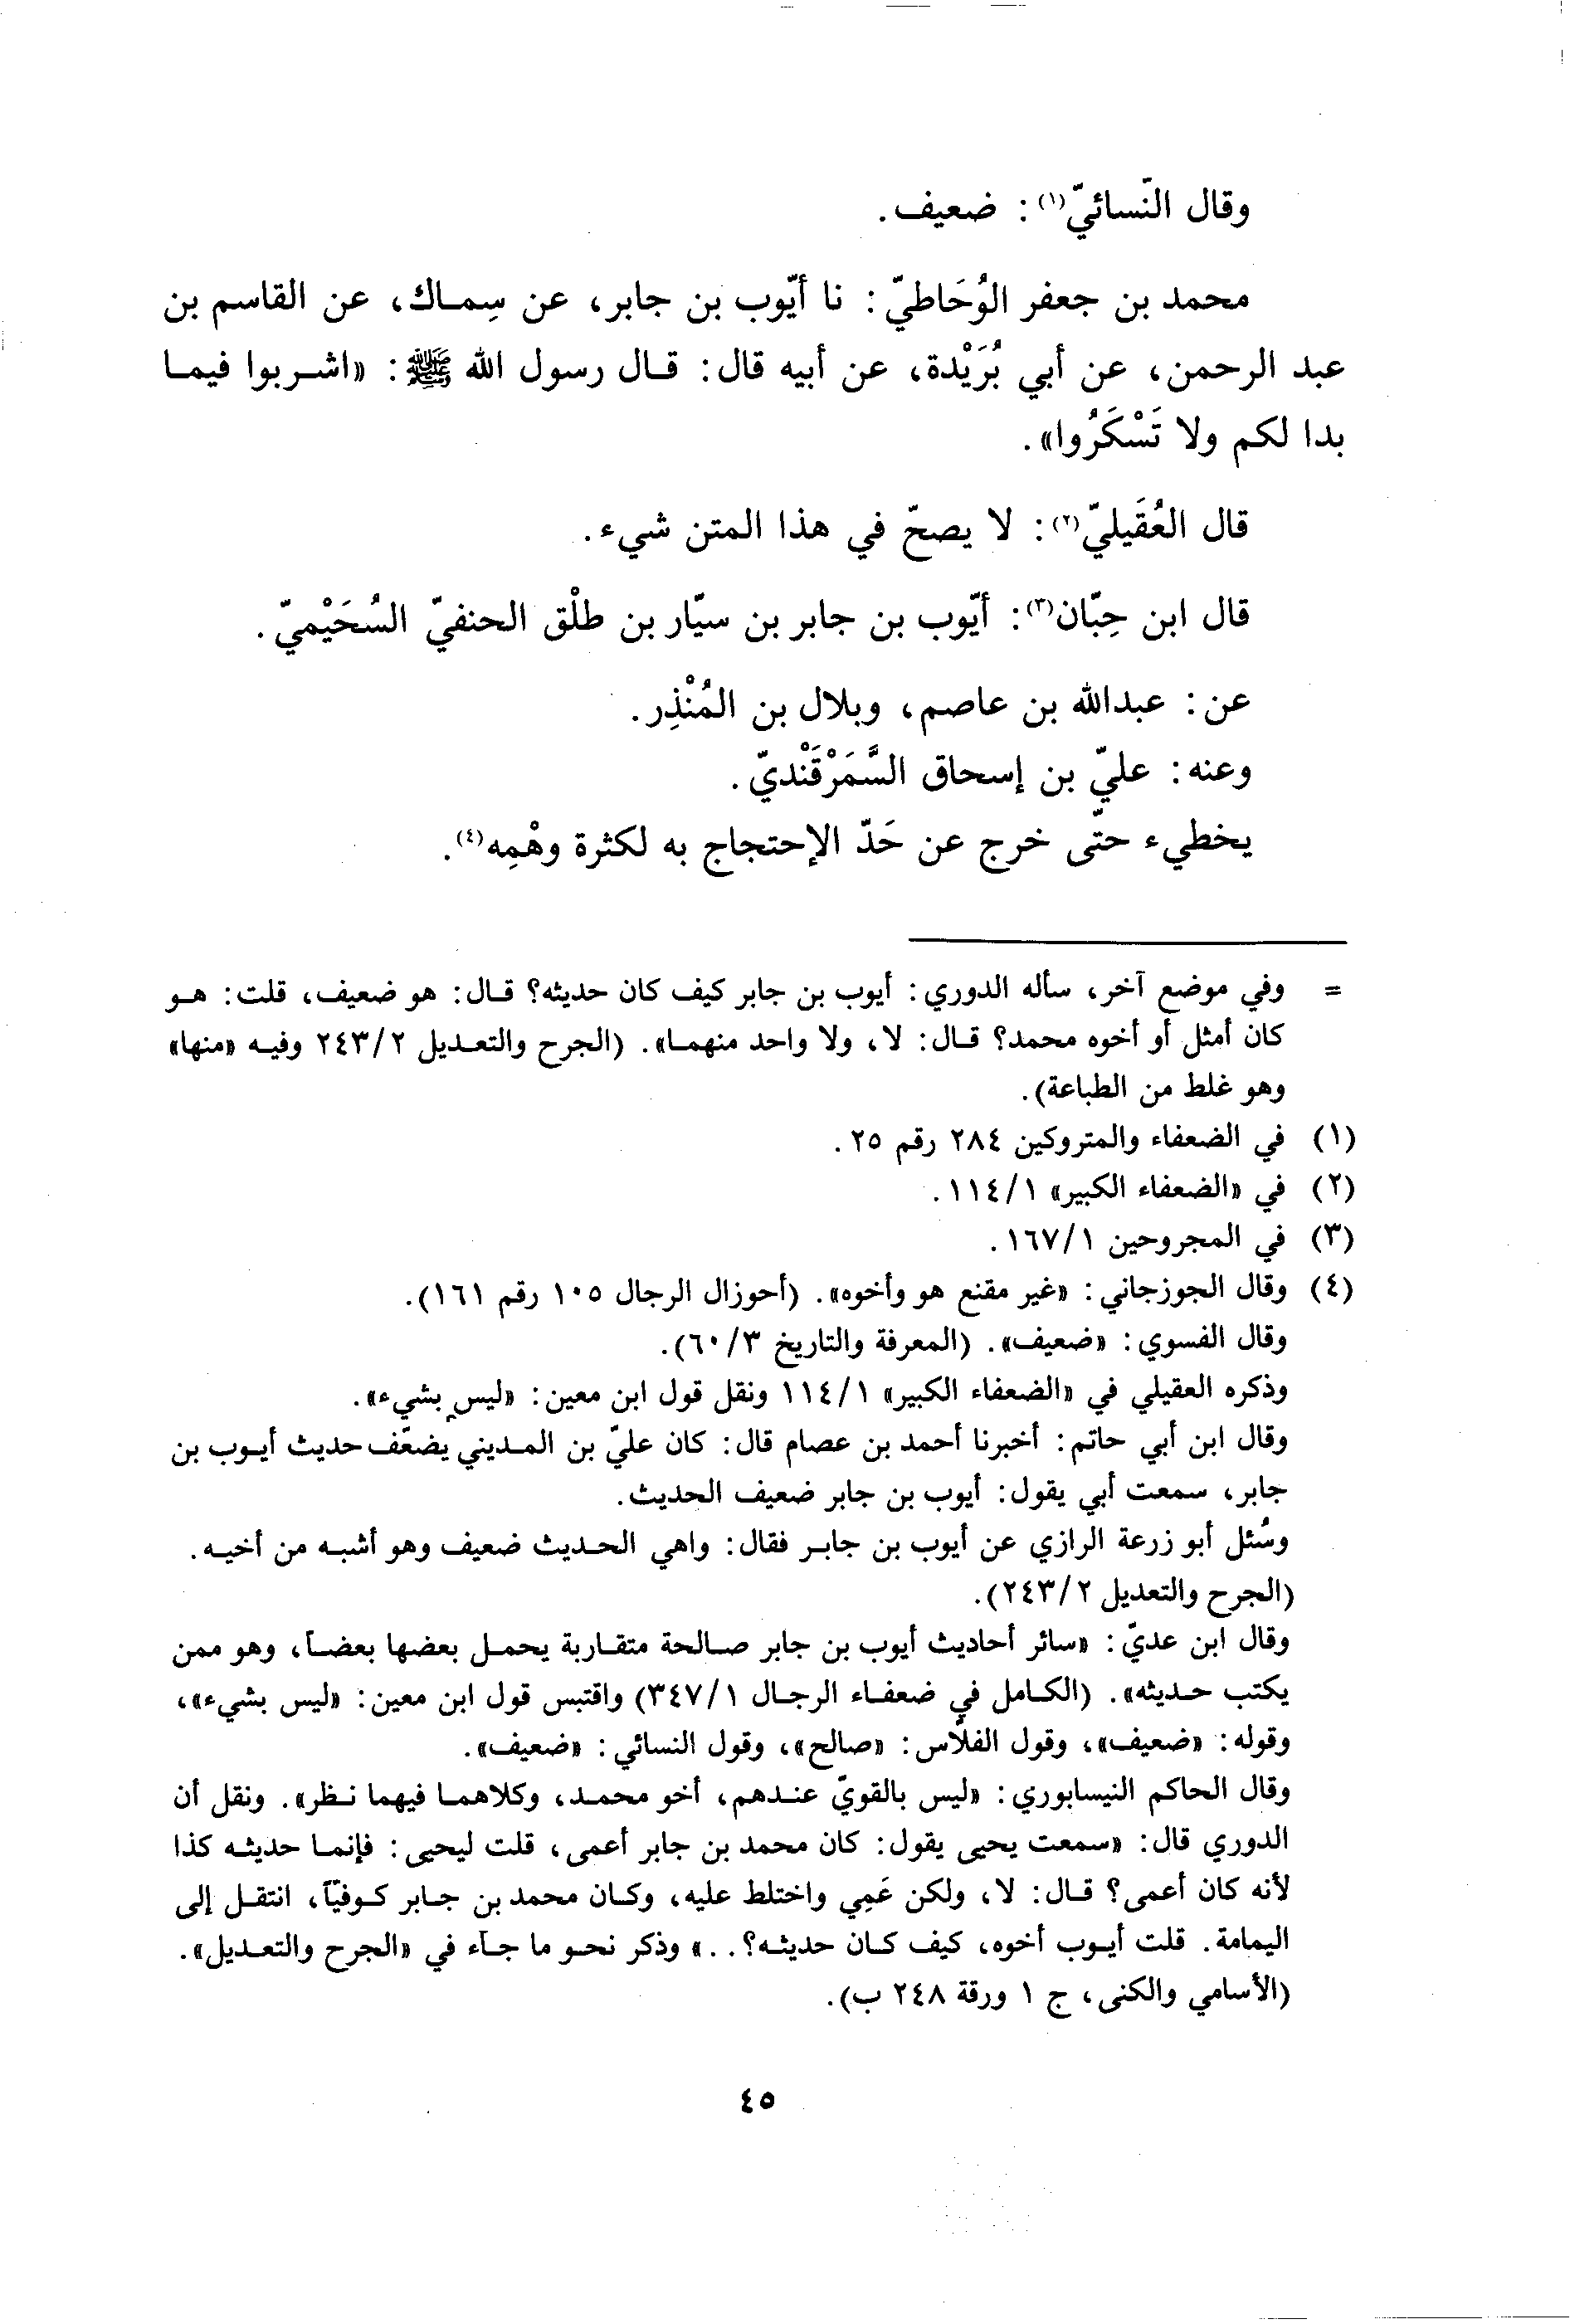 وقال النّسائيّ(١): ضعيف.
محمد بن جعفر الوُحَاطيّ: نا أيّوب بن جابر، عن سِماك، عن القاسم بن
عبد الرحمن، عن أبي بُرَيْدة، عن أبيه قال: قال رسول الله ﷺ: «اشربوا فيما
بدا لكم ولا تَسْكَرُوا».
قال العُقَيليّ(٢): لا يصحّ في هذا المتن شيء.
قال ابن حِبّان(٣): أيّوب بن جابر بن سيّار بن طلْق الحنفيّ السُحَيْميّ.
عن: عبدالله بن عاصم، وبلال بن المُنْذِر.
وعنه: عليّ بن إسحاق السَّمَرْقَنْديّ.
يخطيء حتّى خرج عن حَدّ الإحتجاج به لكثرة وهْمِه(٤).
= وفي موضع آخر، سأله الدوري: أيوب بن جابر كيف كان حديثه؟ قال: هو ضعيف، قلت: هو
كان أمثل أو أخوه محمد؟ قال: لا، ولا واحد منهما». (الجرح والتعديل ٢٤٣/٢ وفيه «منها»
وهو غلط من الطباعة).
(١) في الضعفاء والمتروكين ٢٨٤ رقم ٢٥.
(٢) في «الضعفاء الكبير» ١١٤/١.
(٣) في المجروحين ١٦٧/١.
(٤) وقال الجوزجاني: «غير مقنع هو وأخوه». (أحوزال الرجال ١٠٥ رقم ١٦١).
وقال الفسوي: «ضعيف». (المعرفة والتاريخ ٦٠/٣).
وذكره العقيلي في «الضعفاء الكبير» ١١٤/١ ونقل قول ابن معين: «ليس بشيء».
وقال ابن أبي حاتم: أخبرنا أحمد بن عصام قال: كان عليّ بن المديني يضعّف حديث أيوب بن
جابر، سمعت أبي يقول: أيوب بن جابر ضعيف الحديث.
وسُئل أبو زرعة الرازي عن أيوب بن جابر فقال: واهي الحديث ضعيف وهو أشبه من أخيه.
(الجرح والتعديل ٢٤٣/٢).
وقال ابن عديّ: «سائر أحاديث أيوب بن جابر صالحة متقاربة يحمل بعضها بعضاً، وهو ممن
يكتب حديثه». (الكامل في ضعفاء الرجال ٣٤٧/١) واقتبس قول ابن معين: «ليس بشيء»،
وقوله: «ضعيف»، وقول الفلّاس: «صالح»، وقول النسائي: «ضعيف».
وقال الحاكم النيسابوري: «ليس بالقويّ عندهم، أخو محمد، وكلاهما فيهما نظر». ونقل أن
الدوري قال: «سمعت يحيى يقول: كان محمد بن جابر أعمى، قلت ليحيى: فإنما حديثه كذا
لأنه كان أعمى؟ قال: لا، ولكن عَمِي واختلط عليه، وكان محمد بن جابر كوفيّاً، انتقل إلى
اليمامة. قلت أيوب أخوه، كيف كان حديثه؟..» وذكر نحو ما جاء في «الجرح والتعديل».
(الأسامي والكنى، ج ١ ورقة ٢٤٨ ب).
٤٥